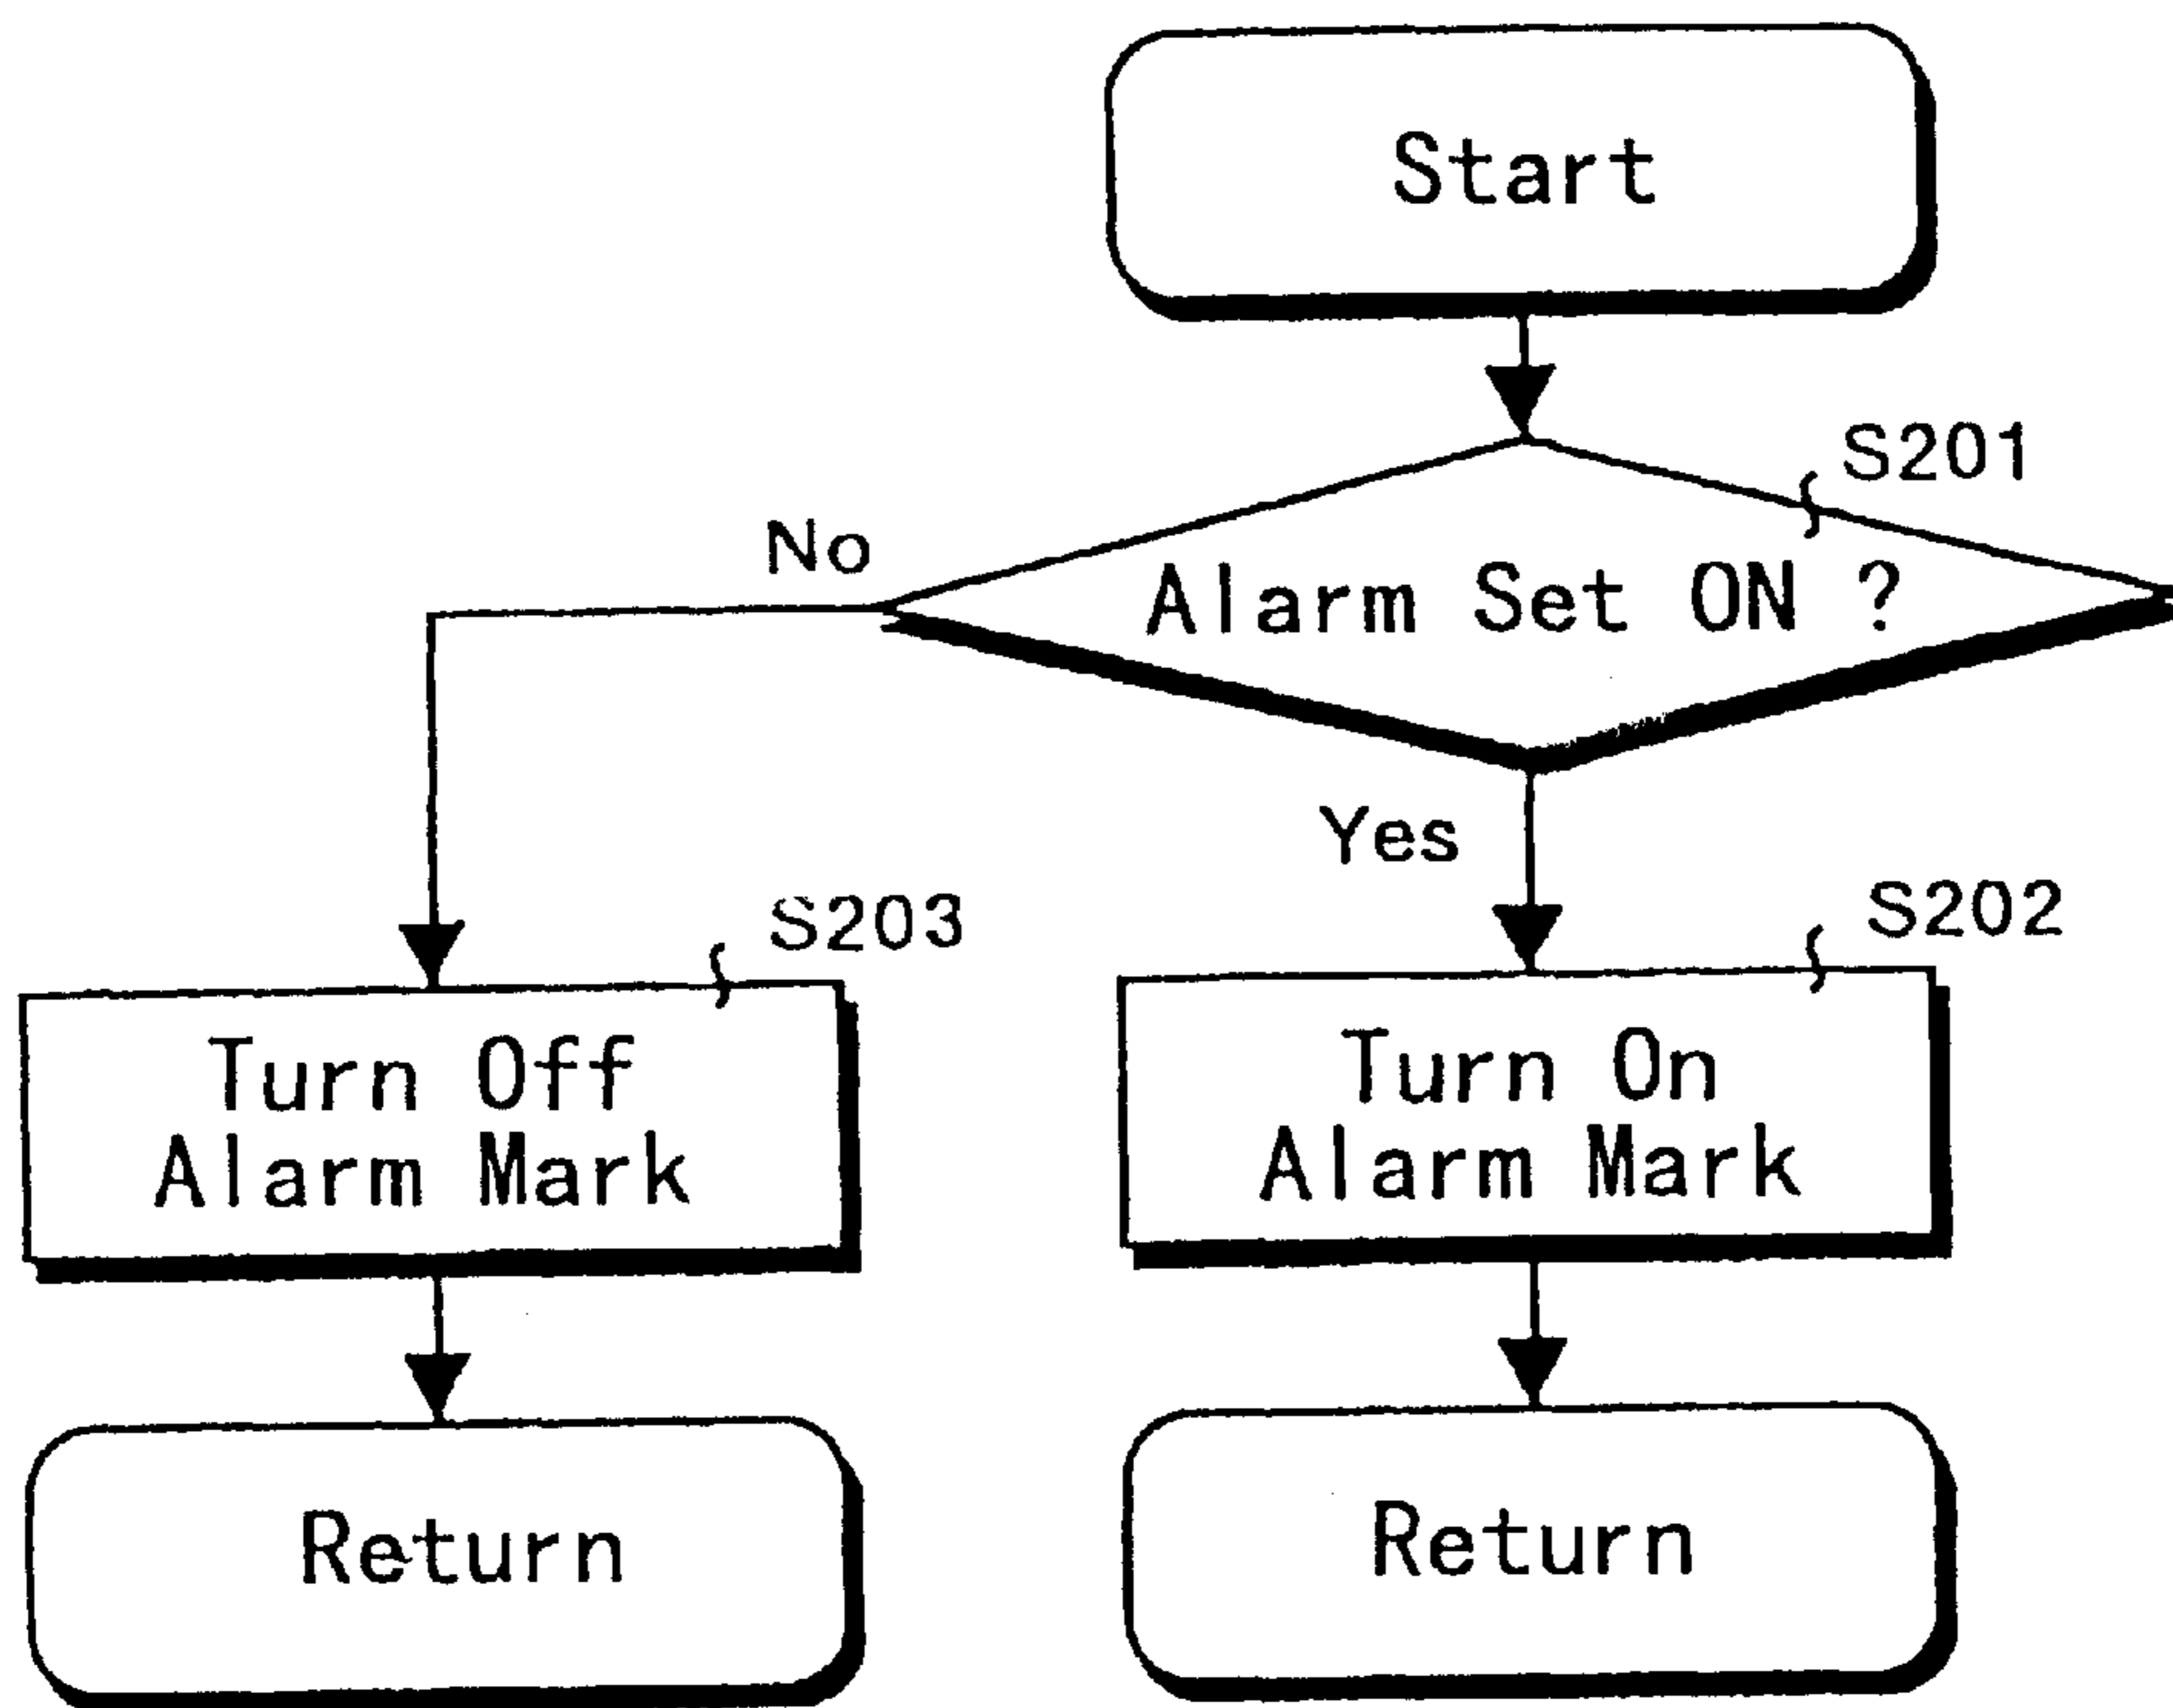 Start
S201
No
Alarm Set ON ?
Yes
S203
S202
Turn Off
Alarm Mark
Turn On
Alarm Mark
Return
Return